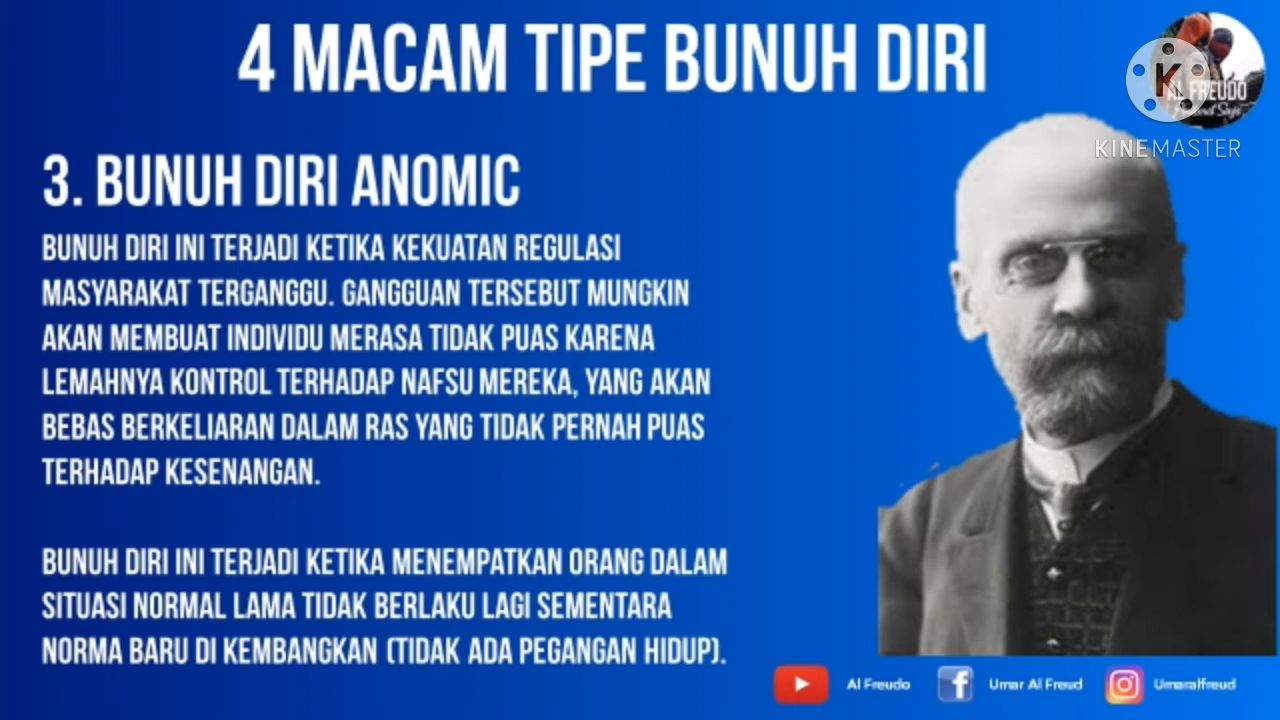 4 MACAM TIPE BUNUH DIRI
AL FREUDO
KINEMASTER
3. BUNUH DIRI ANOMIC
BUNUH DIRI INI TERJADI KETIKA KEKUATAN REGULASI
MASYARAKAT TERGANGGU. GANGGUAN TERSEBUT MUNGKIN
AKAN MEMBUAT INDIVIDU MERASA TIDAK PUAS KARENA
LEMAHNYA KONTROL TERHADAP NAFSU MEREKA, YANG AKAN
BEBAS BERKELIARAN DALAM RAS YANG TIDAK PERNAH PUAS
TERHADAP KESENANGAN.
BUNUH DIRI INI TERJADI KETIKA MENEMPATKAN ORANG DALAM
SITUASI NORMAL LAMA TIDAK BERLAKU LAGI SEMENTARA
NORMA BARU DI KEMBANGKAN (TIDAK ADA PEGANGAN HIDUP).
Al Freudo Umar Al Freud Umaralfreud